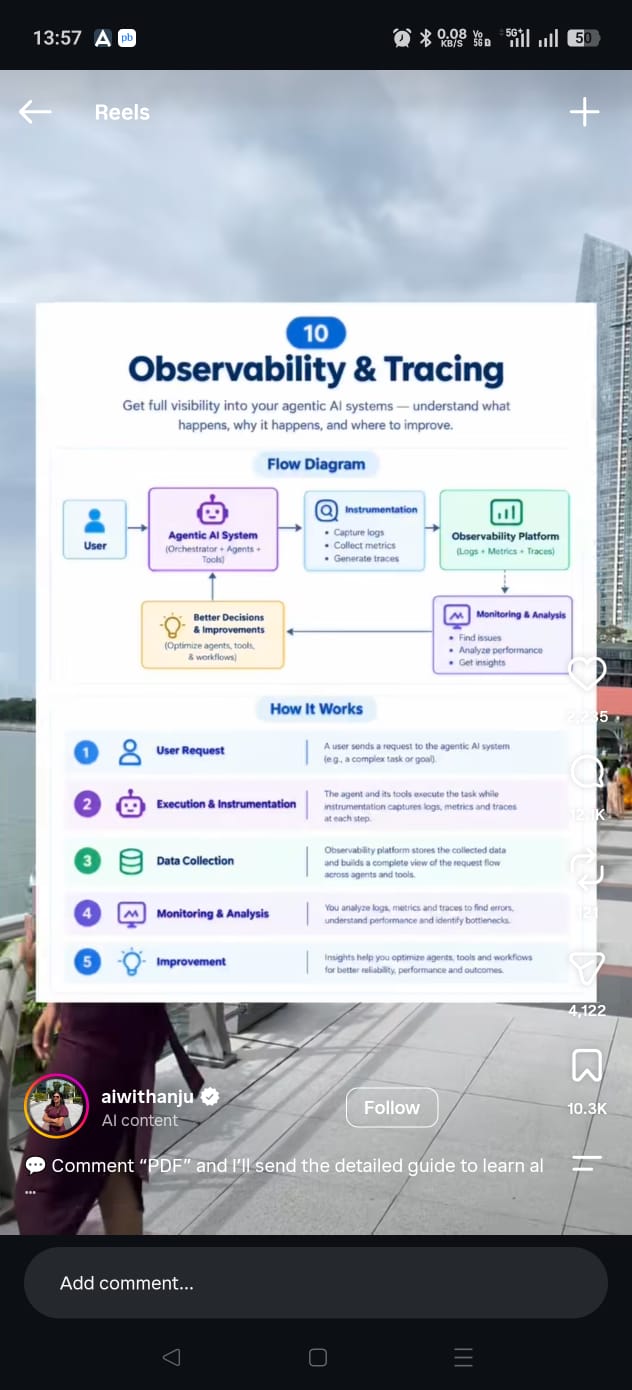 13:57
pb
0.08
KB/S
Vo
5G
5G+
50
Reels
10
Observability & Tracing
Get full visibility into your agentic AI systems — understand what
happens, why it happens, and where to improve.
Flow Diagram
User
Agentic AI System
(Orchestrator + Agents +
Tools)
Instrumentation
• Capture logs
• Collect metrics
• Generate traces
Observability Platform
(Logs + Metrics + Traces)
Better Decisions
& Improvements
(Optimize agents, tools,
& workflows)
Monitoring & Analysis
• Find issues
• Analyze performance
• Get insights
How It Works
1
User Request
A user sends a request to the agentic AI system
(e.g., a complex task or goal).
2
Execution & Instrumentation
The agent and its tools execute the task while
instrumentation captures logs, metrics and traces
at each step.
3
Data Collection
Observability platform stores the collected data
and builds a complete view of the request flow
across agents and tools.
4
Monitoring & Analysis
You analyze logs, metrics and traces to find errors,
understand performance and identify bottlenecks.
5
Improvement
Insights help you optimize agents, tools and workflows
for better reliability, performance and outcomes.
4,122
10.3K
aiwithanju
AI content
Follow
💬 Comment “PDF” and I’ll send the detailed guide to learn al
...
Add comment...